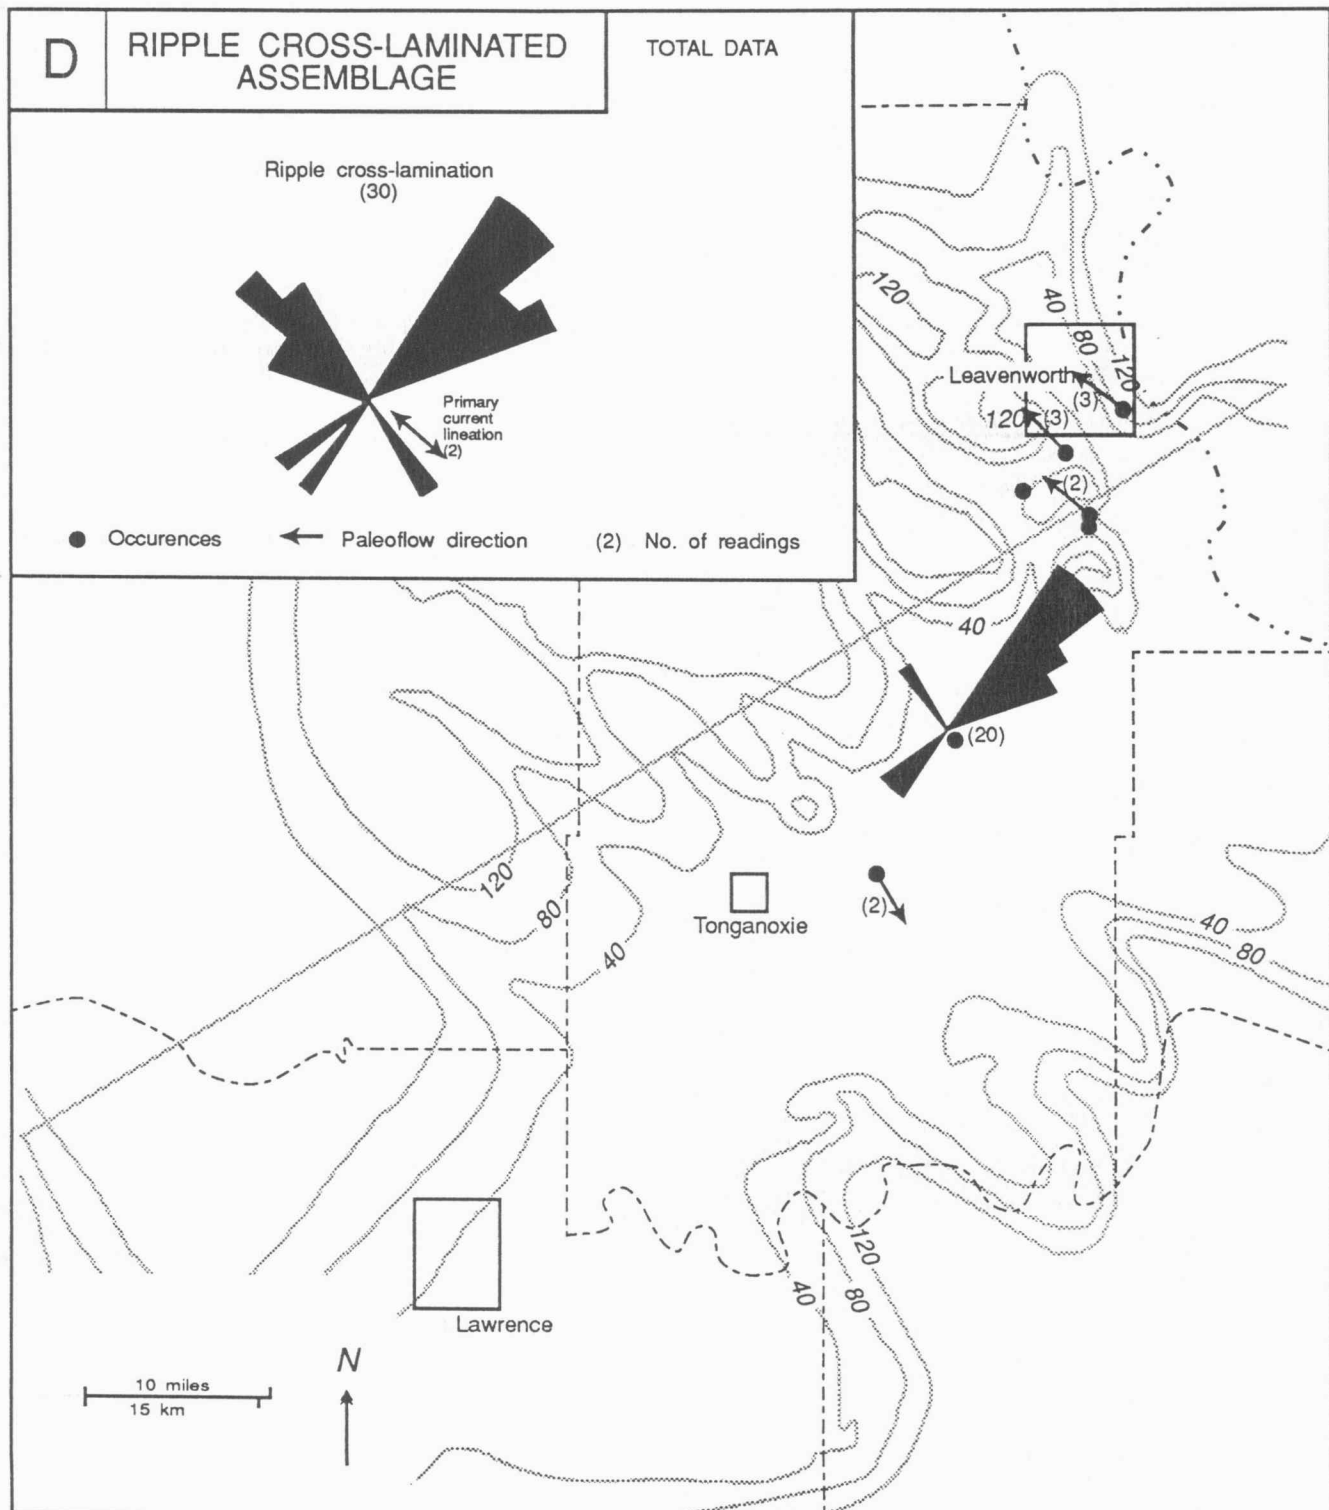 D
RIPPLE CROSS-LAMINATED
ASSEMBLAGE
TOTAL DATA
Ripple cross-lamination
(30)
Primary
current
lineation
(2)
Occurences
Paleoflow direction
(2) No. of readings
120
40
80
120
Leavenworth
(3)
120
(3)
(2)
40
(20)
120
80
40
(2)
Tonganoxie
40
80
120
40
80
Lawrence
N
10 miles
15 km